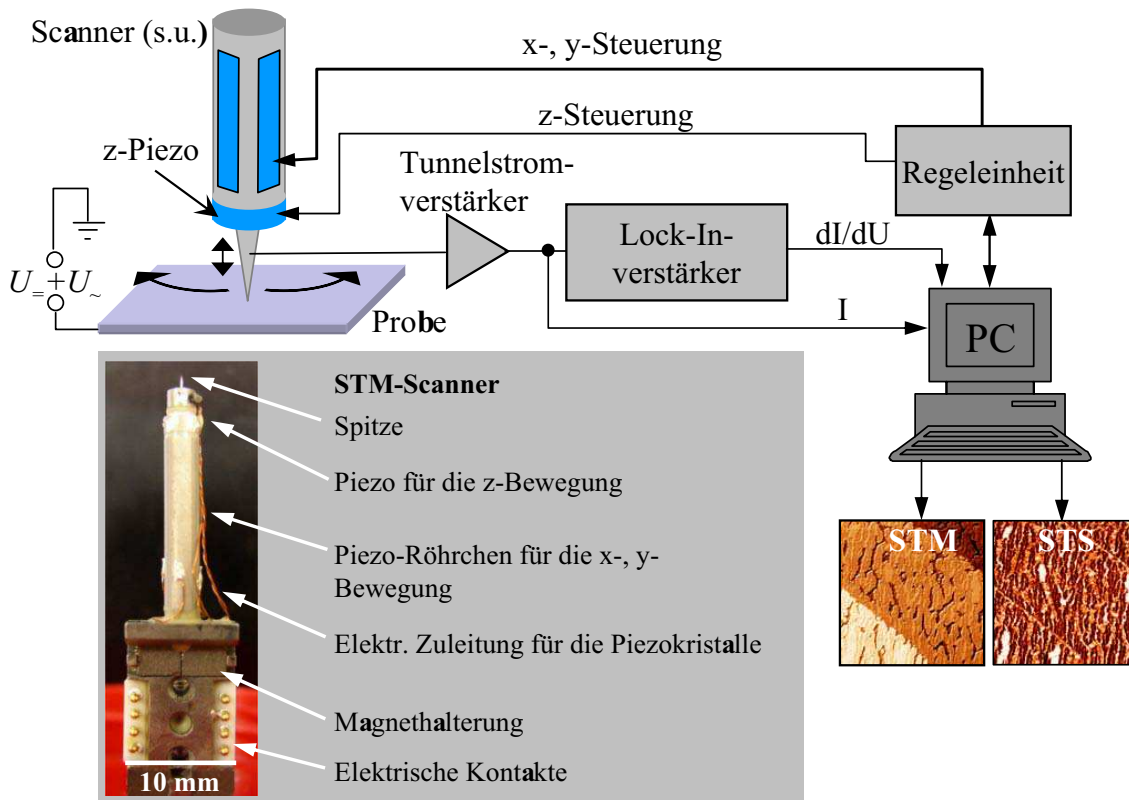 Scanner (s.u.)
x-, y-Steuerung
z-Steuerung
z-Piezo
Tunnelstrom-
verstärker
Regeleinheit
Lock-In-
verstärker
dI/dU
U=+U~
I
Probe
PC
STM-Scanner
Spitze
Piezo für die z-Bewegung
Piezo-Röhrchen für die x-, y-
Bewegung
Elektr. Zuleitung für die Piezokristalle
Magnethalterung
Elektrische Kontakte
10 mm
STM
STS